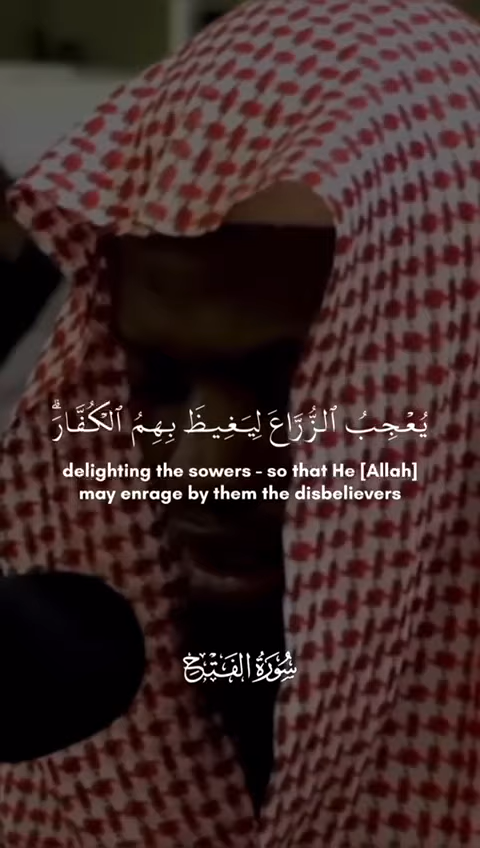 يُعْجِبُ ٱلزُّرَّاعَ لِيَغِيظَ بِهِمُ ٱلْكُفَّارَۗ
delighting the sowers - so that He [Allah]
may enrage by them the disbelievers
سُورَةُ الفَتْح